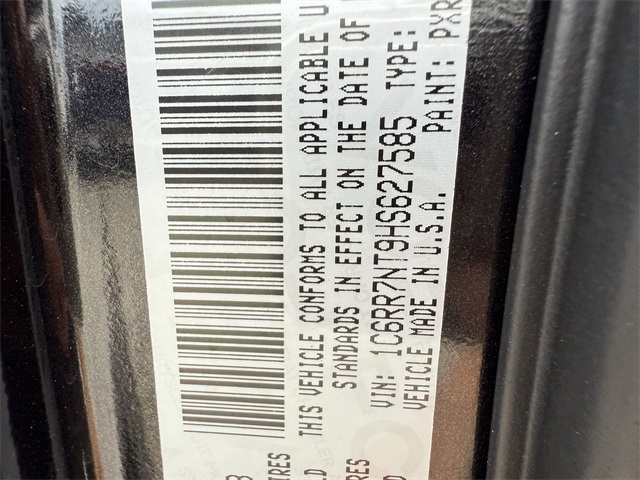 THIS VEHICLE CONFORMS TO ALL APPLICABLE U
STANDARDS IN EFFECT ON THE DATE OF
VIN: 1C6RR7NT9HS627585 TYPE:
VEHICLE MADE IN U.S.A. PAINT: PXR